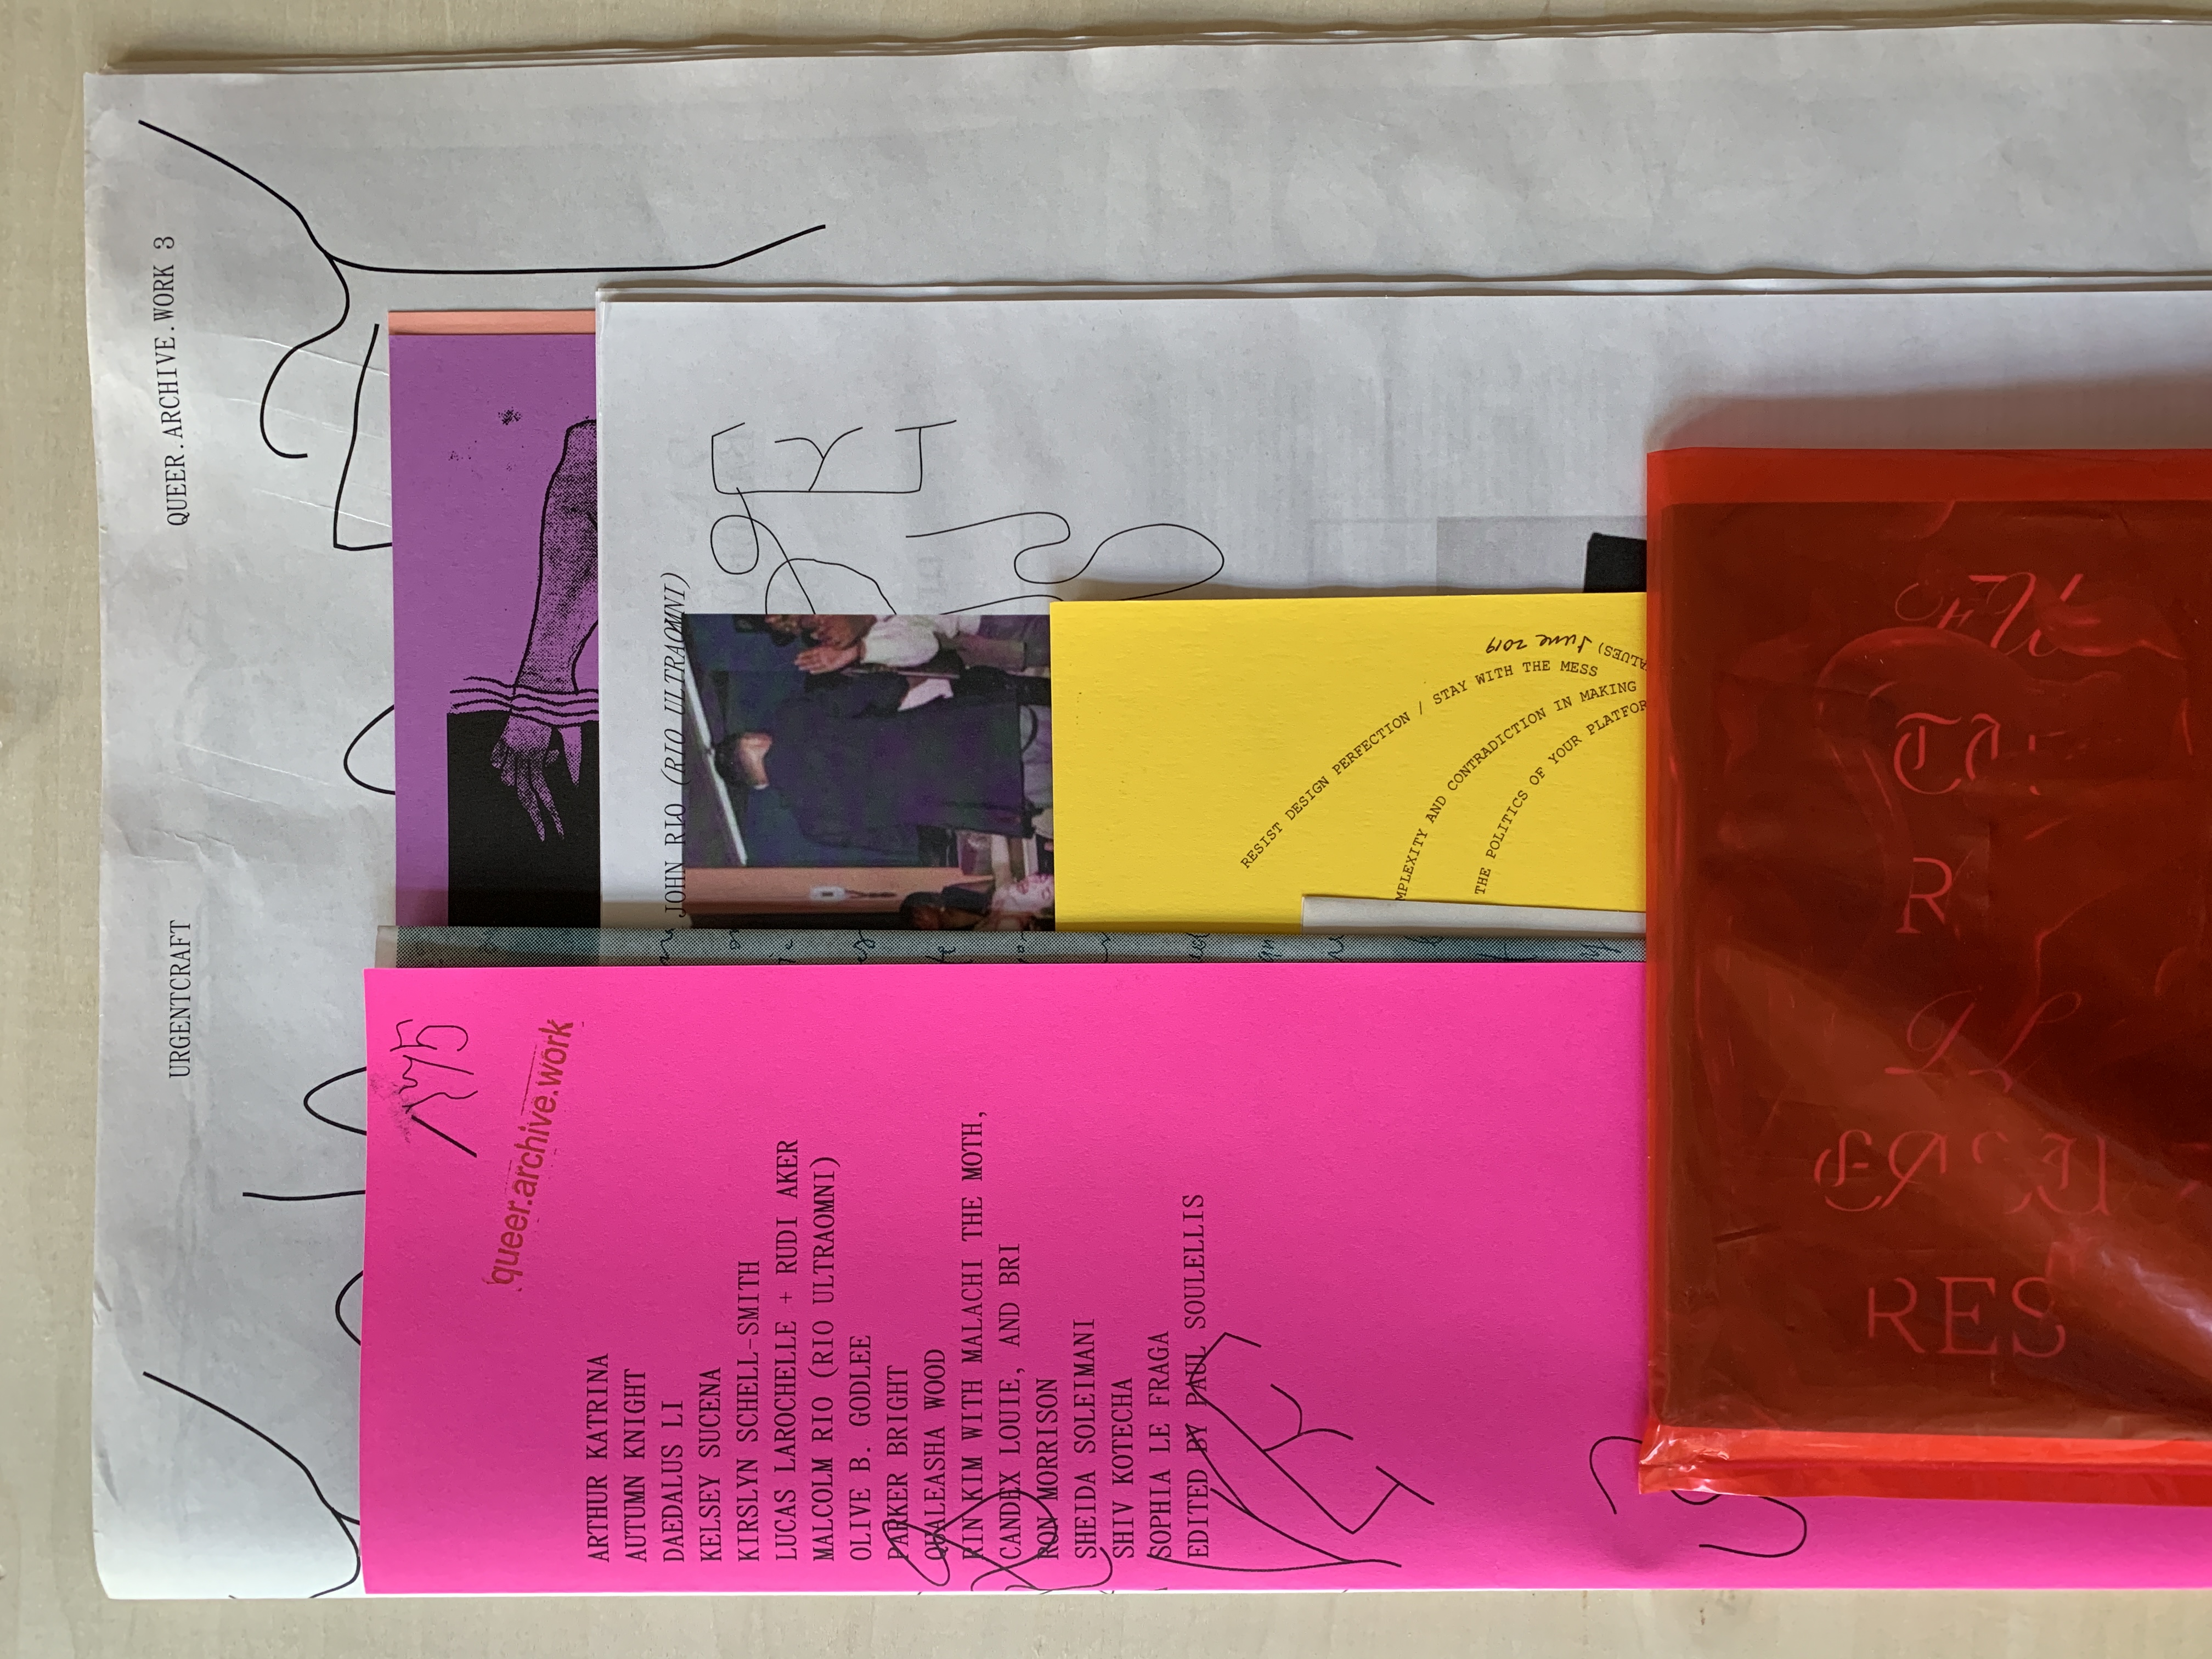 URGENTCRAFT
QUEER.ARCHIVE.WORK 3
queer.archive.work
ARTHUR KATRINA
AUTUMN KNIGHT
DAEDALUS LI
KELSEY SUCENA
KIRSLYN SCHELL-SMITH
LUCAS LAROCHELLE + RUDI AKER
MALCOLM RIO (RIO ULTRAOMNI)
OLIVE B. GODLEE
PARKER BRIGHT
QUALEASHA WOOD
RIN KIM WITH MALACHI THE MOTH,
CANDEX LOUIE, AND BRI
RON MORRISON
SHEIDA SOLEIMANI
SHIV KOTECHA
SOPHIA LE FRAGA
EDITED BY PAUL SOULELLIS
JOHN RIO (RIO ULTRAOMNI)
RESIST DESIGN PERFECTION / STAY WITH THE MESS
MPLEXITY AND CONTRADICTION IN MAKING
THE POLITICS OF YOUR PLATFOR
ALUES)
June 2019
RES